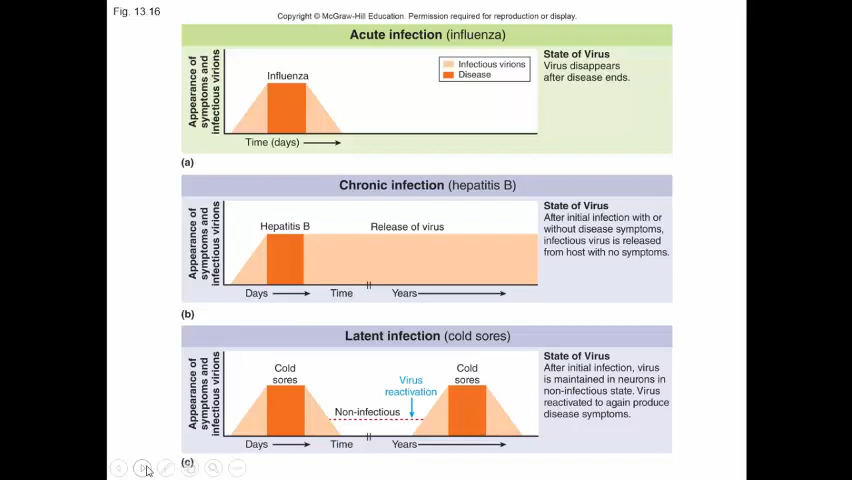 Fig. 13.16
Copyright © McGraw-Hill Education. Permission required for reproduction or display.
Acute infection (influenza)
Appearance of
symptoms and
infectious virions
Influenza
Infectious virions
Disease
Time (days)
State of Virus
Virus disappears
after disease ends.
(a)
Chronic infection (hepatitis B)
Appearance of
symptoms and
infectious virions
Hepatitis B
Release of virus
Days
Time
Years
State of Virus
After initial infection with or
without disease symptoms,
infectious virus is released
from host with no symptoms.
(b)
Latent infection (cold sores)
Appearance of
symptoms and
infectious virions
Cold
sores
Virus
reactivation
Non-infectious
Cold
sores
Days
Time
Years
State of Virus
After initial infection, virus
is maintained in neurons in
non-infectious state. Virus
reactivated to again produce
disease symptoms.
(c)